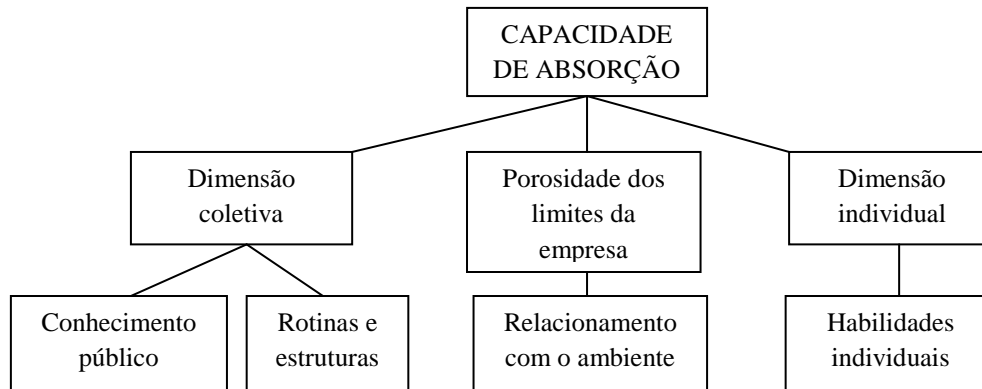 CAPACIDADE
DE ABSORÇÃO
Dimensão
coletiva
Porosidade dos
limites da
empresa
Dimensão
individual
Conhecimento
público
Rotinas e
estruturas
Relacionamento
com o ambiente
Habilidades
individuais